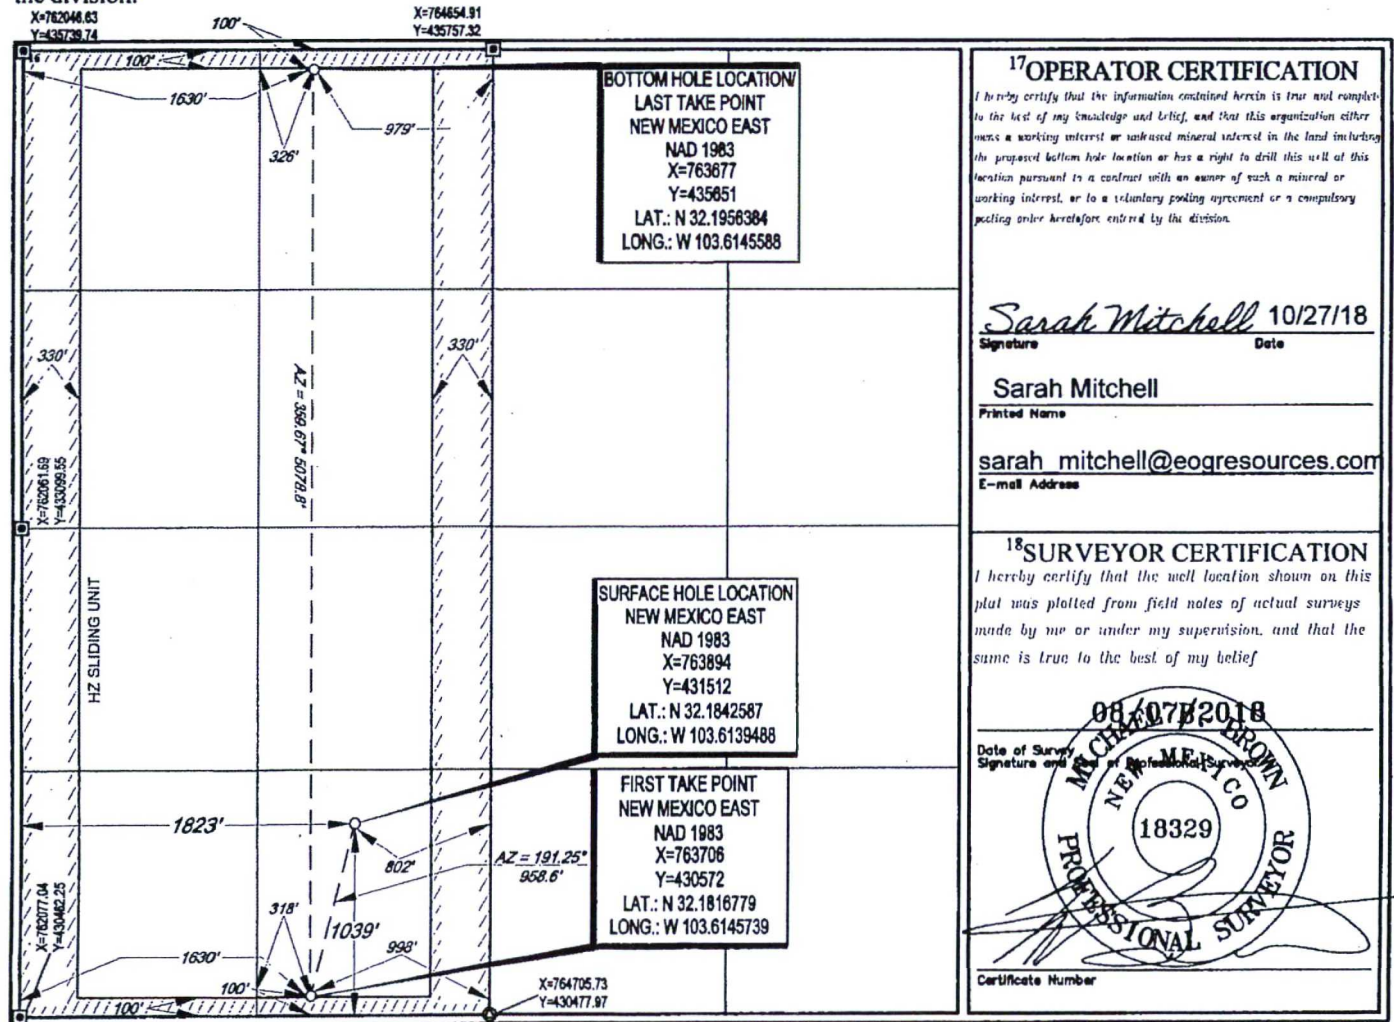 the division.
X=762046.63
Y=435739.74
100'
X=764654.91
Y=435757.32
100'
1630'
326'
979'
BOTTOM HOLE LOCATION/
LAST TAKE POINT
NEW MEXICO EAST
NAD 1983
X=763677
Y=435651
LAT.: N 32.1956384
LONG.: W 103.6145588
330'
330'
AZ = 359.67° 5078.8'
X=762061.69
Y=433099.55
HZ SLIDING UNIT
SURFACE HOLE LOCATION
NEW MEXICO EAST
NAD 1983
X=763894
Y=431512
LAT.: N 32.1842587
LONG.: W 103.6139488
1823'
802'
AZ = 191.25°
958.6'
FIRST TAKE POINT
NEW MEXICO EAST
NAD 1983
X=763706
Y=430572
LAT.: N 32.1816779
LONG.: W 103.6145739
X=762077.04
Y=430462.25
318'
1039'
1630'
998'
100'
100'
X=764705.73
Y=430477.97
17OPERATOR CERTIFICATION
I hereby certify that the information contained herein is true and complete
to the best of my knowledge and belief, and that this organization either
owns a working interest or unleased mineral interest in the land including
the proposed bottom hole location or has a right to drill this well at this
location pursuant to a contract with an owner of such a mineral or
working interest, or to a voluntary pooling agreement or a compulsory
pooling order heretofore entered by the division.
Sarah Mitchell 10/27/18
Signature Date
Sarah Mitchell
Printed Name
sarah_mitchell@eogresources.com
E-mail Address
18SURVEYOR CERTIFICATION
I hereby certify that the well location shown on this
plat was plotted from field notes of actual surveys
made by me or under my supervision, and that the
same is true to the best of my belief
08/07/2018
Date of Survey
Signature and Seal of Professional Surveyor
MICHAEL BROWN
NEW MEXICO
18329
PROFESSIONAL SURVEYOR
Certificate Number